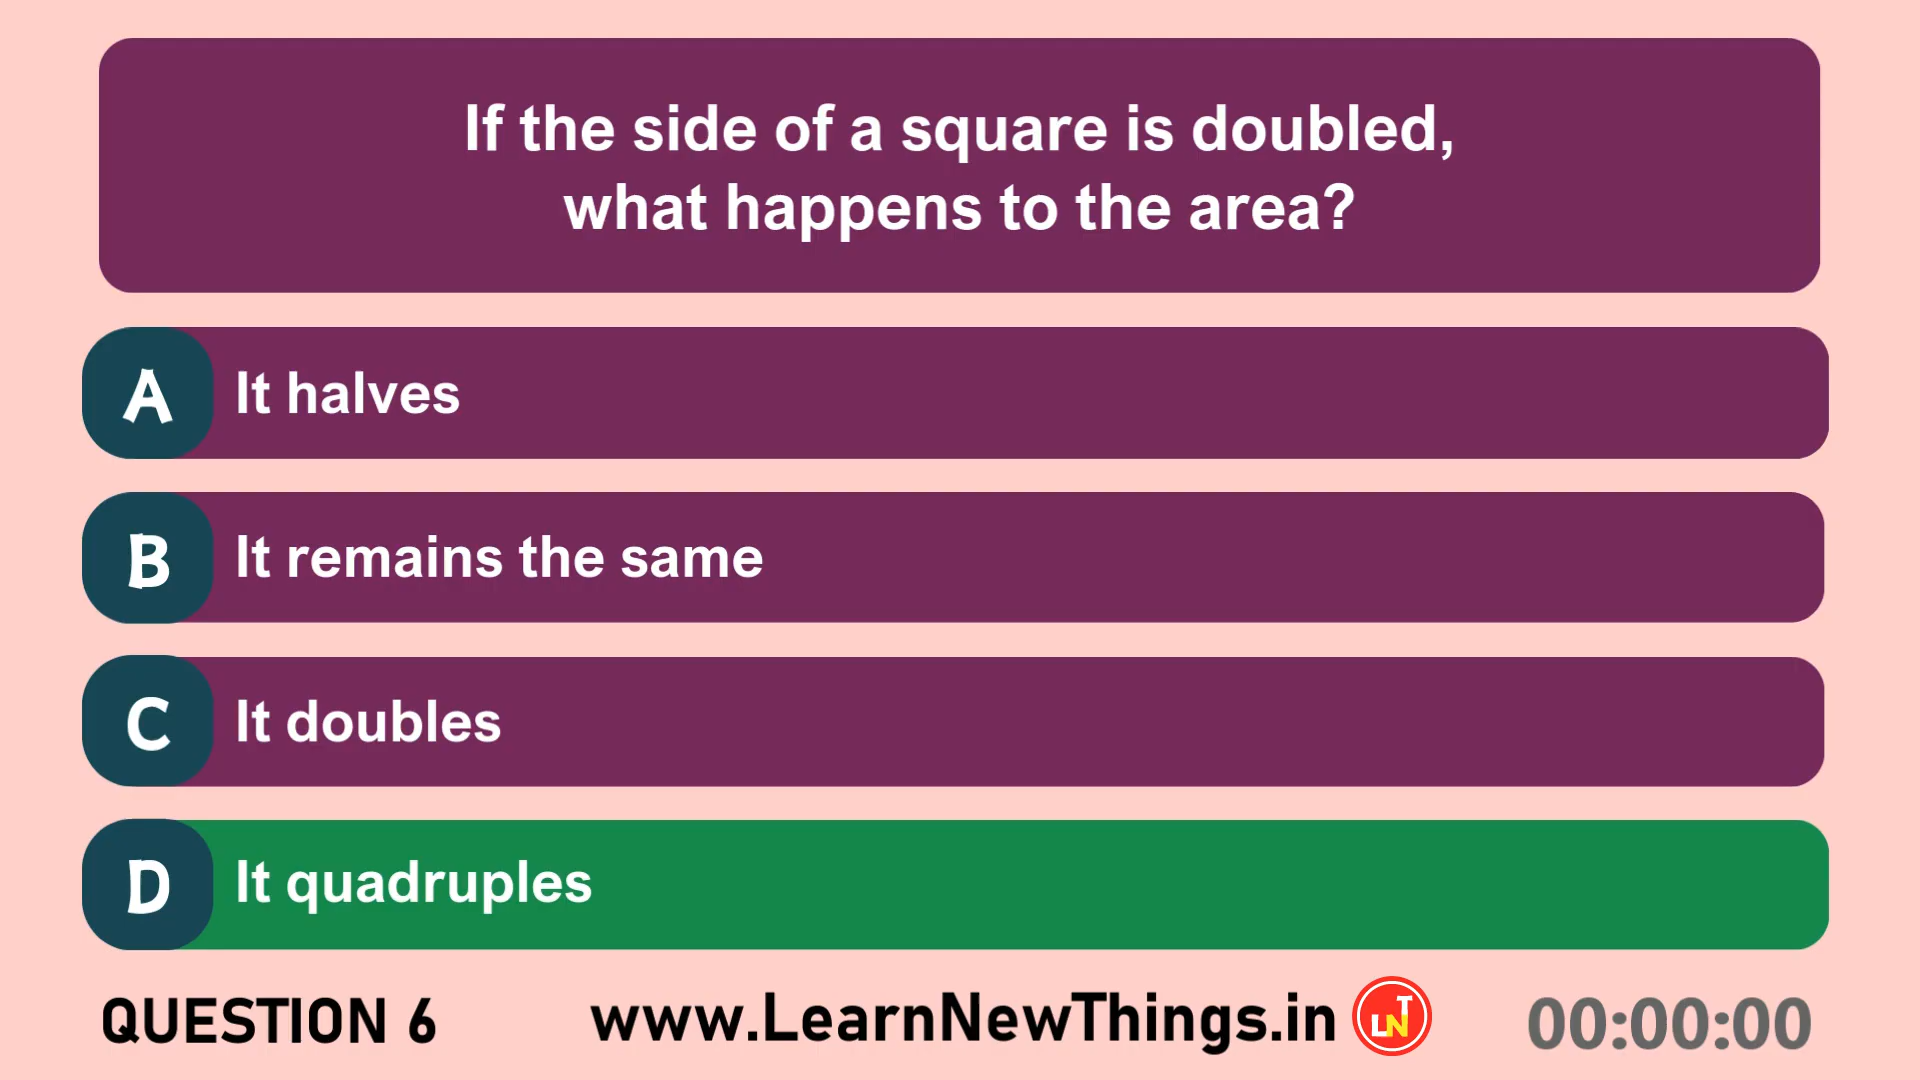 If the side of a square is doubled,
what happens to the area?
A It halves
B It remains the same
C It doubles
D It quadruples
QUESTION 6 www.LearnNewThings.in LNT 00:00:00